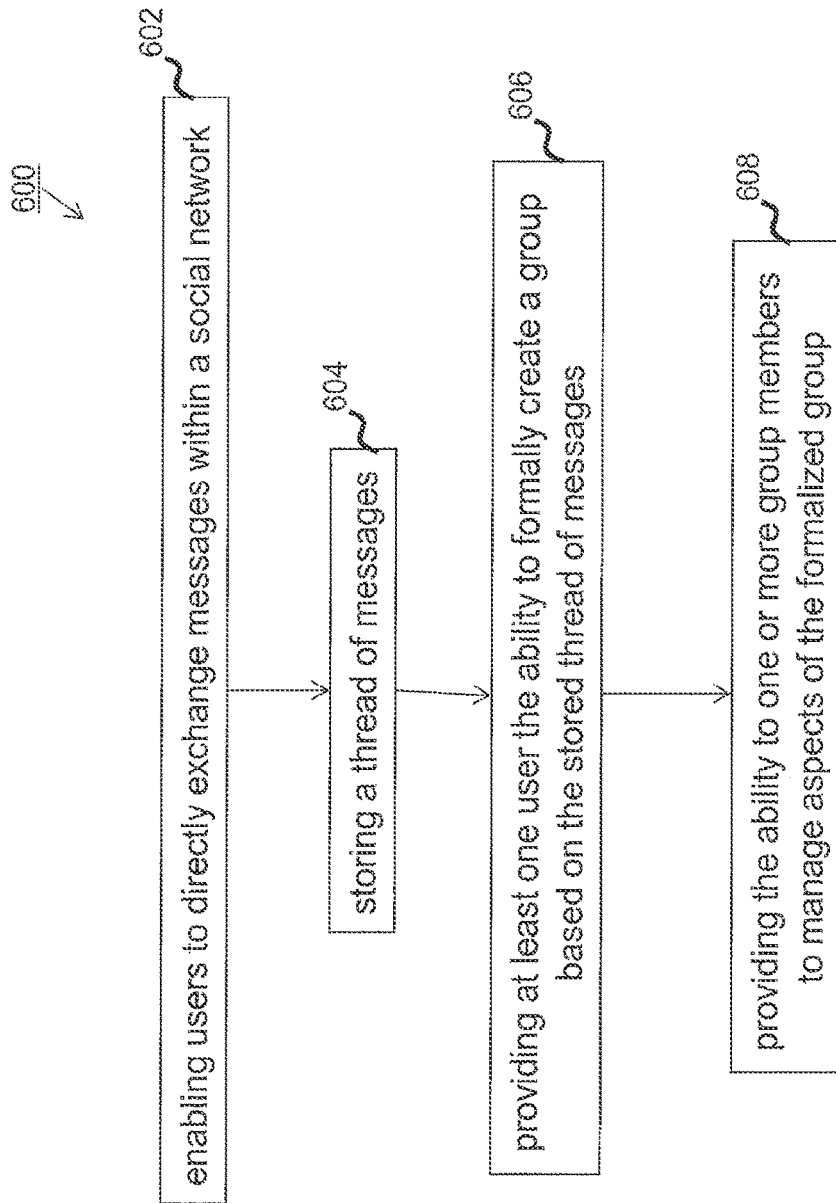 600
602
enabling users to directly exchange messages within a social network
604
storing a thread of messages
606
providing at least one user the ability to formally create a group
based on the stored thread of messages
608
providing the ability to one or more group members
to manage aspects of the formalized group